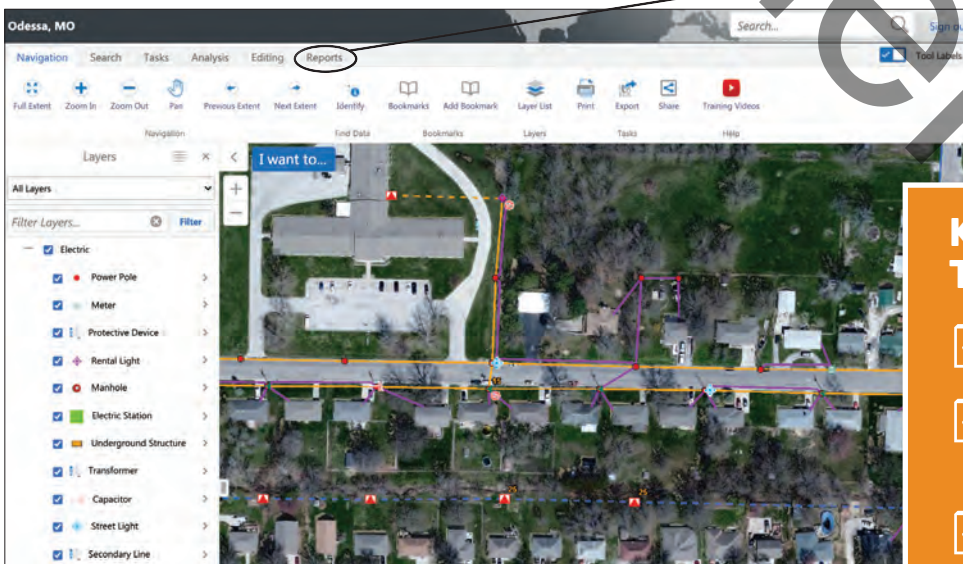 Odessa, MO
Search...
Sign ou
Navigation Search Tasks Analysis Editing Reports
Tool Labels
Full Extent Zoom In Zoom Out Pan Previous Extent Next Extent Identify Bookmarks Add Bookmark Layer List Print Export Share Training Videos
Navigation Find Data Bookmarks Layers Tasks Help
Layers
I want to...
All Layers
Filter Layers... Filter
Electric
Power Pole
Meter
Protective Device
Rental Light
Manhole
Electric Station
Underground Structure
Transformer
Capacitor
Street Light
Secondary Line
15
25
25
K
T